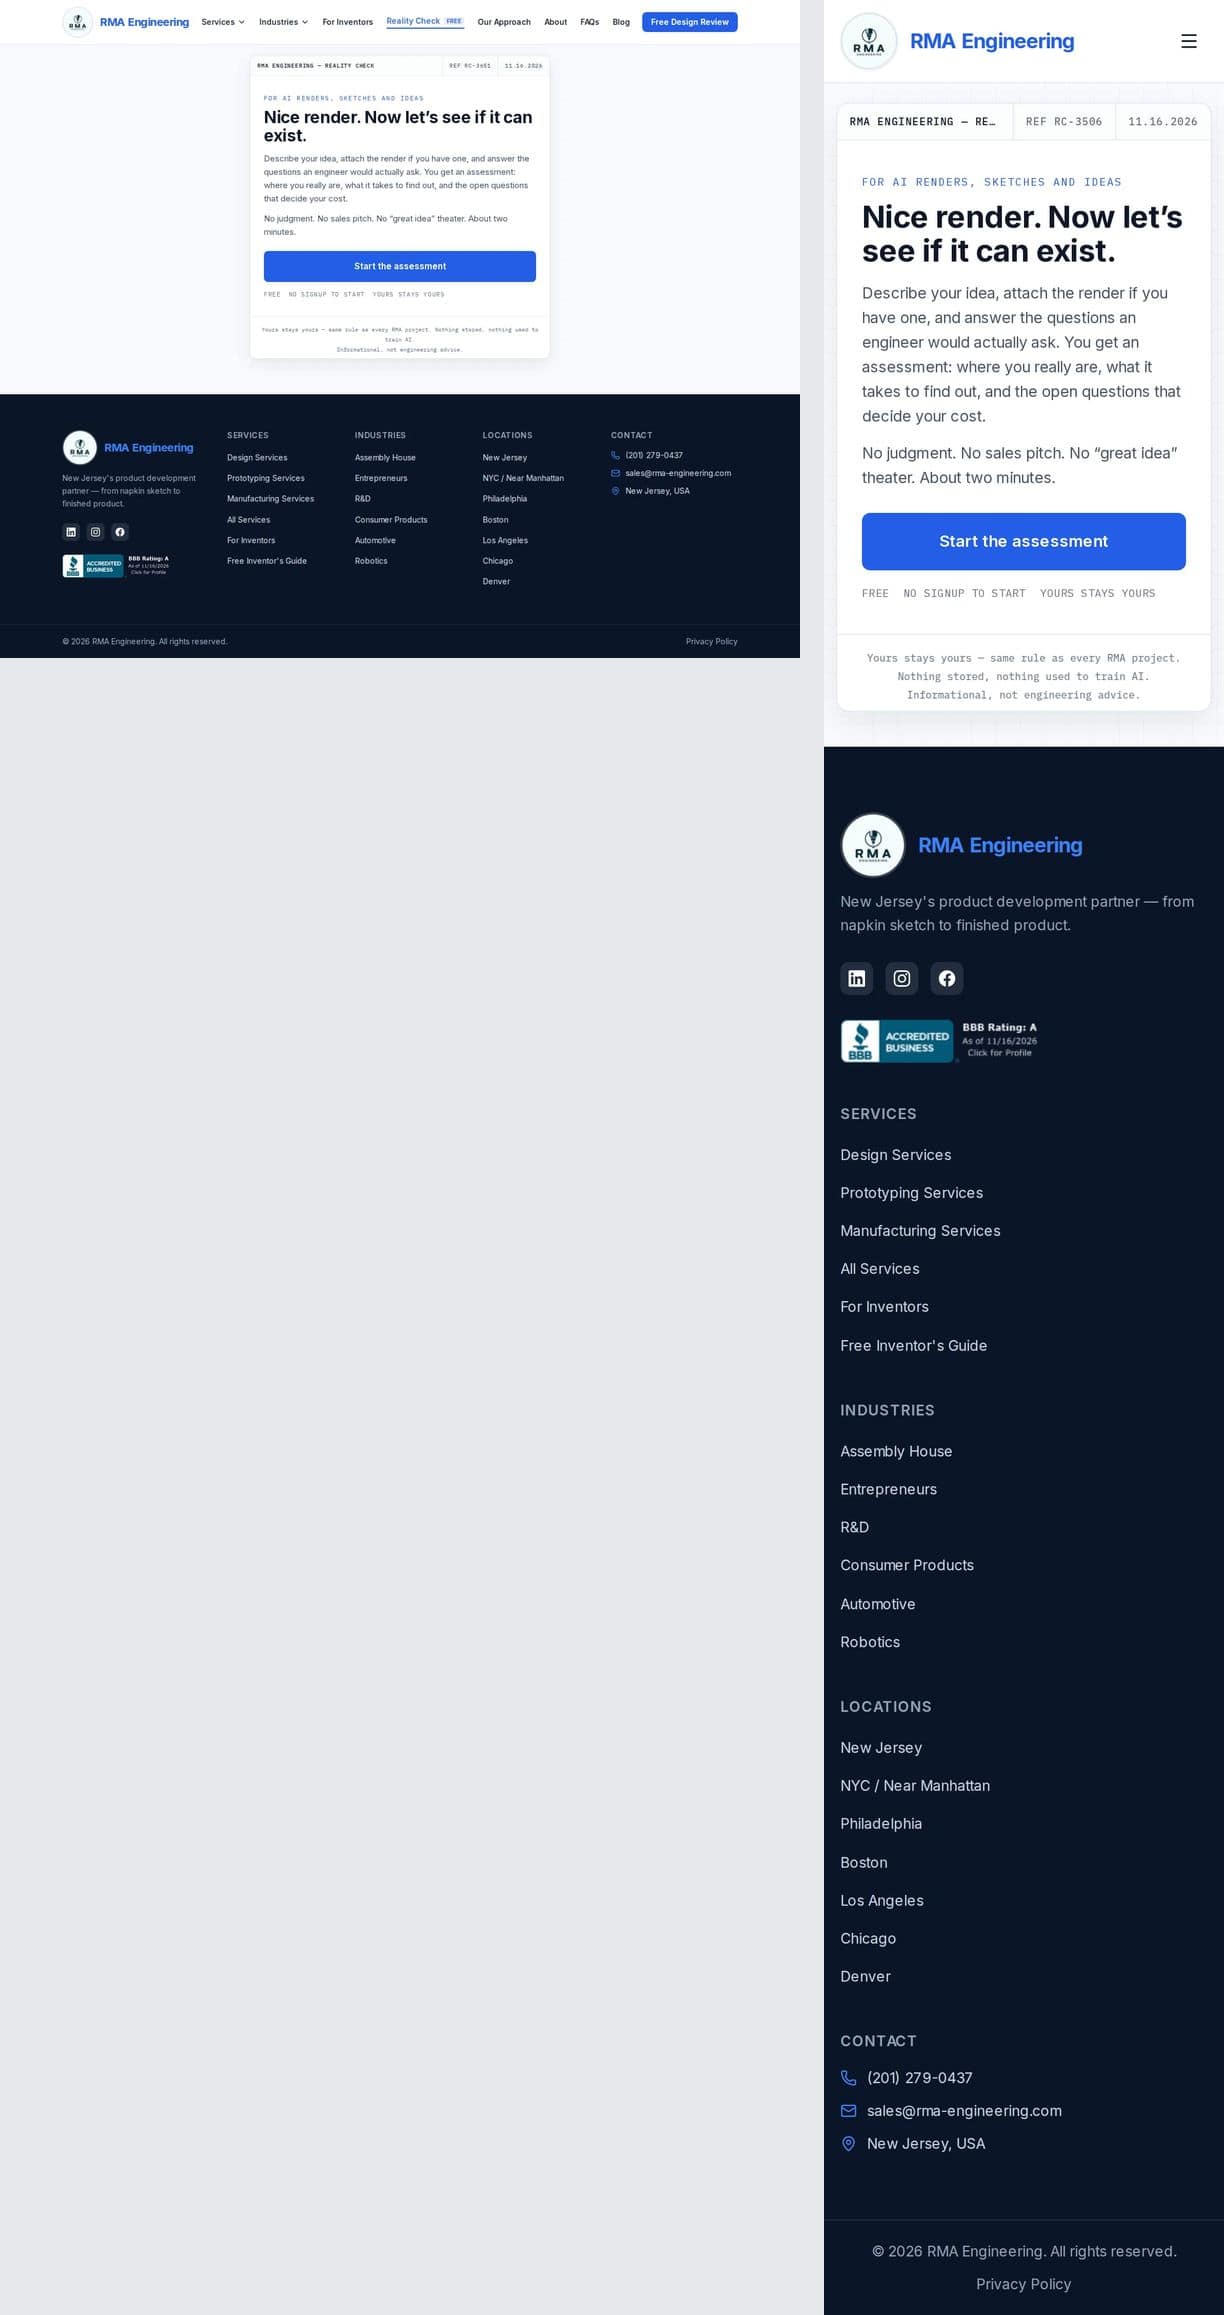 RMA
RMA Engineering
Services
Industries
For Inventors
Reality Check FREE
Our Approach
About
FAQs
Blog
Free Design Review
RMA ENGINEERING — REALITY CHECK
REF RC-3651
11.16.2026
FOR AI RENDERS, SKETCHES AND IDEAS
Nice render. Now let’s see if it can
exist.
Describe your idea, attach the render if you have one, and answer the
questions an engineer would actually ask. You get an assessment:
where you really are, what it takes to find out, and the open questions
that decide your cost.
No judgment. No sales pitch. No “great idea” theater. About two
minutes.
Start the assessment
FREE NO SIGNUP TO START YOURS STAYS YOURS
Yours stays yours — same rule as every RMA project. Nothing stored, nothing used to
train AI.
Informational, not engineering advice.
RMA
RMA Engineering
New Jersey's product development
partner — from napkin sketch to
finished product.
BBB
ACCREDITED
BUSINESS
BBB Rating: A
As of 11/16/2026
Click for Profile
SERVICES
Design Services
Prototyping Services
Manufacturing Services
All Services
For Inventors
Free Inventor's Guide
INDUSTRIES
Assembly House
Entrepreneurs
R&D
Consumer Products
Automotive
Robotics
LOCATIONS
New Jersey
NYC / Near Manhattan
Philadelphia
Boston
Los Angeles
Chicago
Denver
CONTACT
(201) 279-0437
sales@rma-engineering.com
New Jersey, USA
© 2026 RMA Engineering. All rights reserved.
Privacy Policy
RMA
RMA Engineering
RMA ENGINEERING — RE…
REF RC-3506
11.16.2026
FOR AI RENDERS, SKETCHES AND IDEAS
Nice render. Now let’s
see if it can exist.
Describe your idea, attach the render if you
have one, and answer the questions an
engineer would actually ask. You get an
assessment: where you really are, what it
takes to find out, and the open questions that
decide your cost.
No judgment. No sales pitch. No “great idea”
theater. About two minutes.
Start the assessment
FREE NO SIGNUP TO START YOURS STAYS YOURS
Yours stays yours — same rule as every RMA project.
Nothing stored, nothing used to train AI.
Informational, not engineering advice.
RMA
RMA Engineering
New Jersey's product development partner — from
napkin sketch to finished product.
BBB
ACCREDITED
BUSINESS
BBB Rating: A
As of 11/16/2026
Click for Profile
SERVICES
Design Services
Prototyping Services
Manufacturing Services
All Services
For Inventors
Free Inventor's Guide
INDUSTRIES
Assembly House
Entrepreneurs
R&D
Consumer Products
Automotive
Robotics
LOCATIONS
New Jersey
NYC / Near Manhattan
Philadelphia
Boston
Los Angeles
Chicago
Denver
CONTACT
(201) 279-0437
sales@rma-engineering.com
New Jersey, USA
© 2026 RMA Engineering. All rights reserved.
Privacy Policy